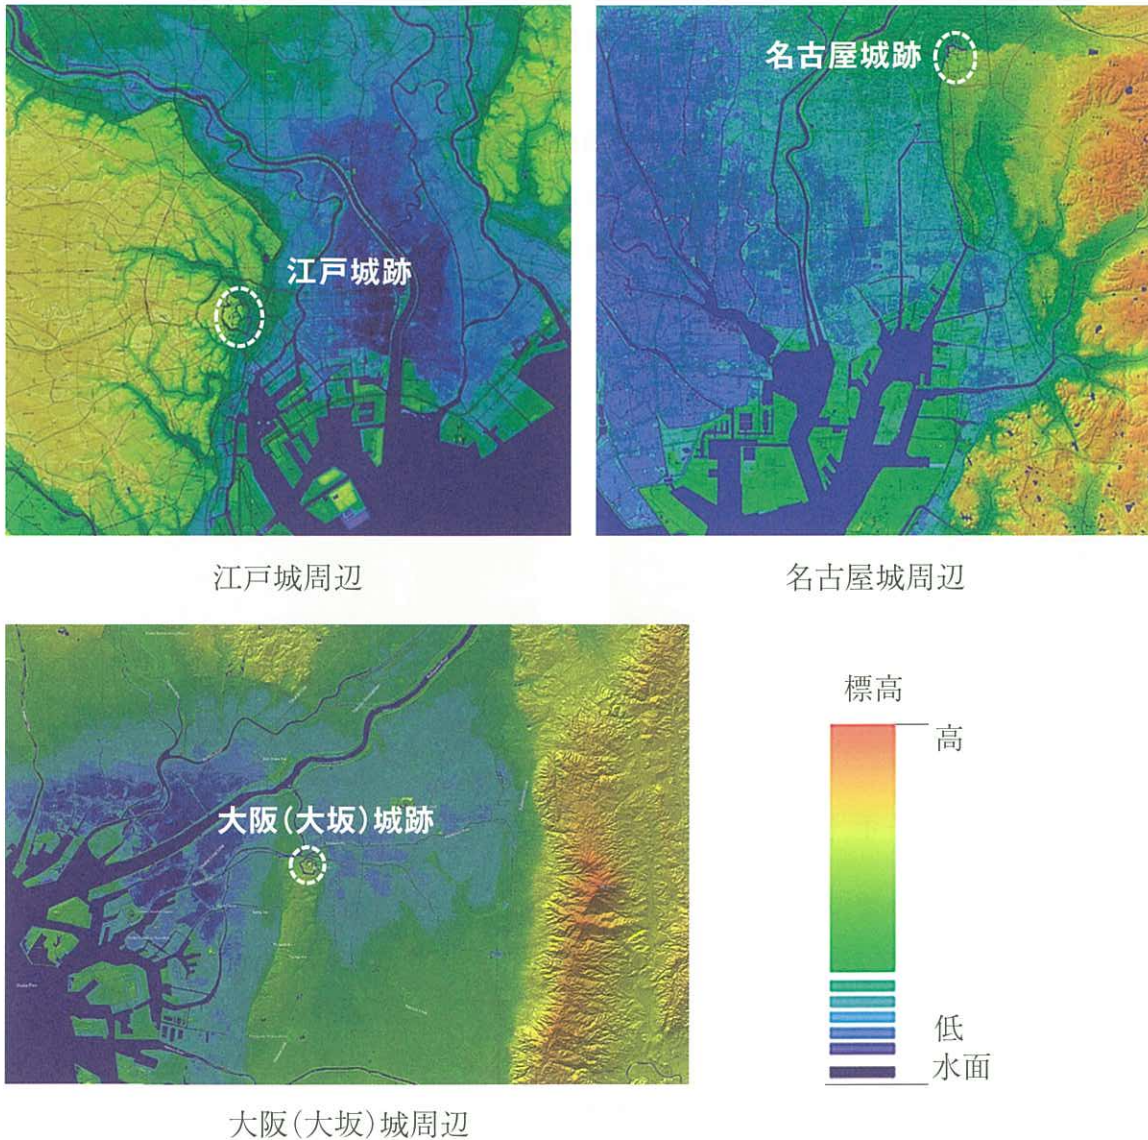 江戸城跡
名古屋城跡
江戸城周辺
名古屋城周辺
大阪(大坂)城跡
大阪(大坂)城周辺
標高
高
低
水面